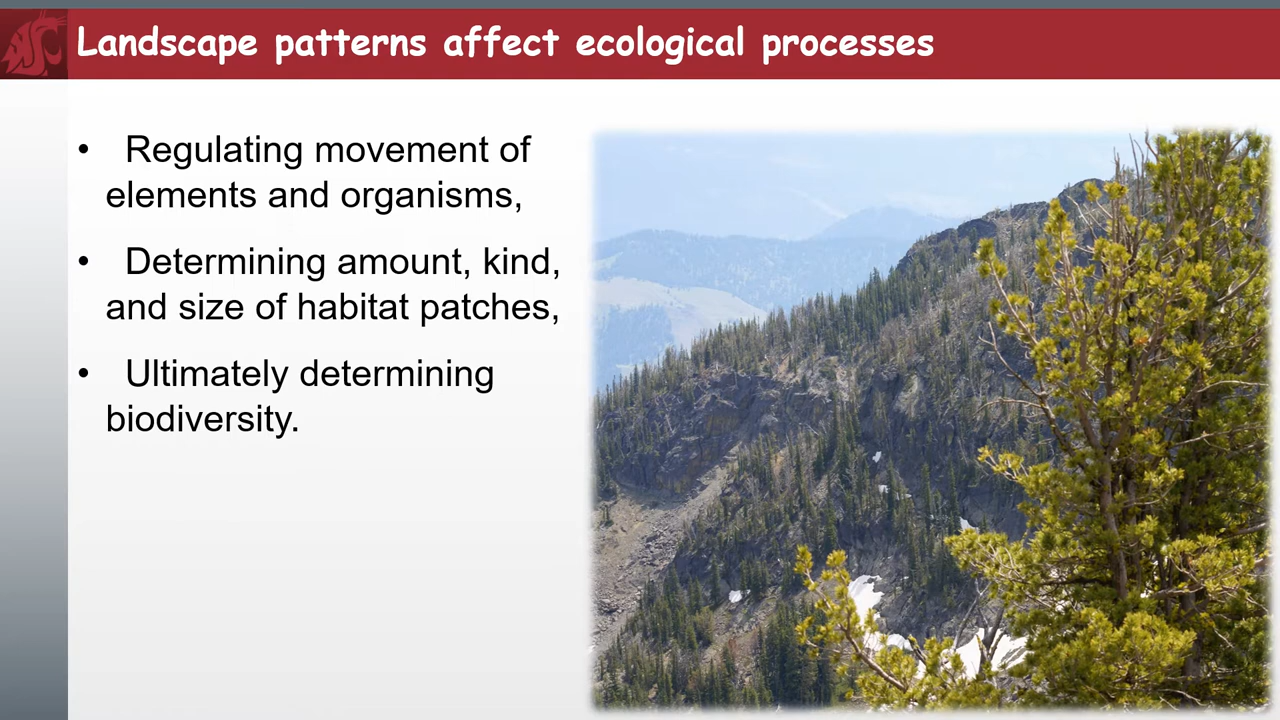 Landscape patterns affect ecological processes
• Regulating movement of
elements and organisms,
• Determining amount, kind,
and size of habitat patches,
• Ultimately determining
biodiversity.